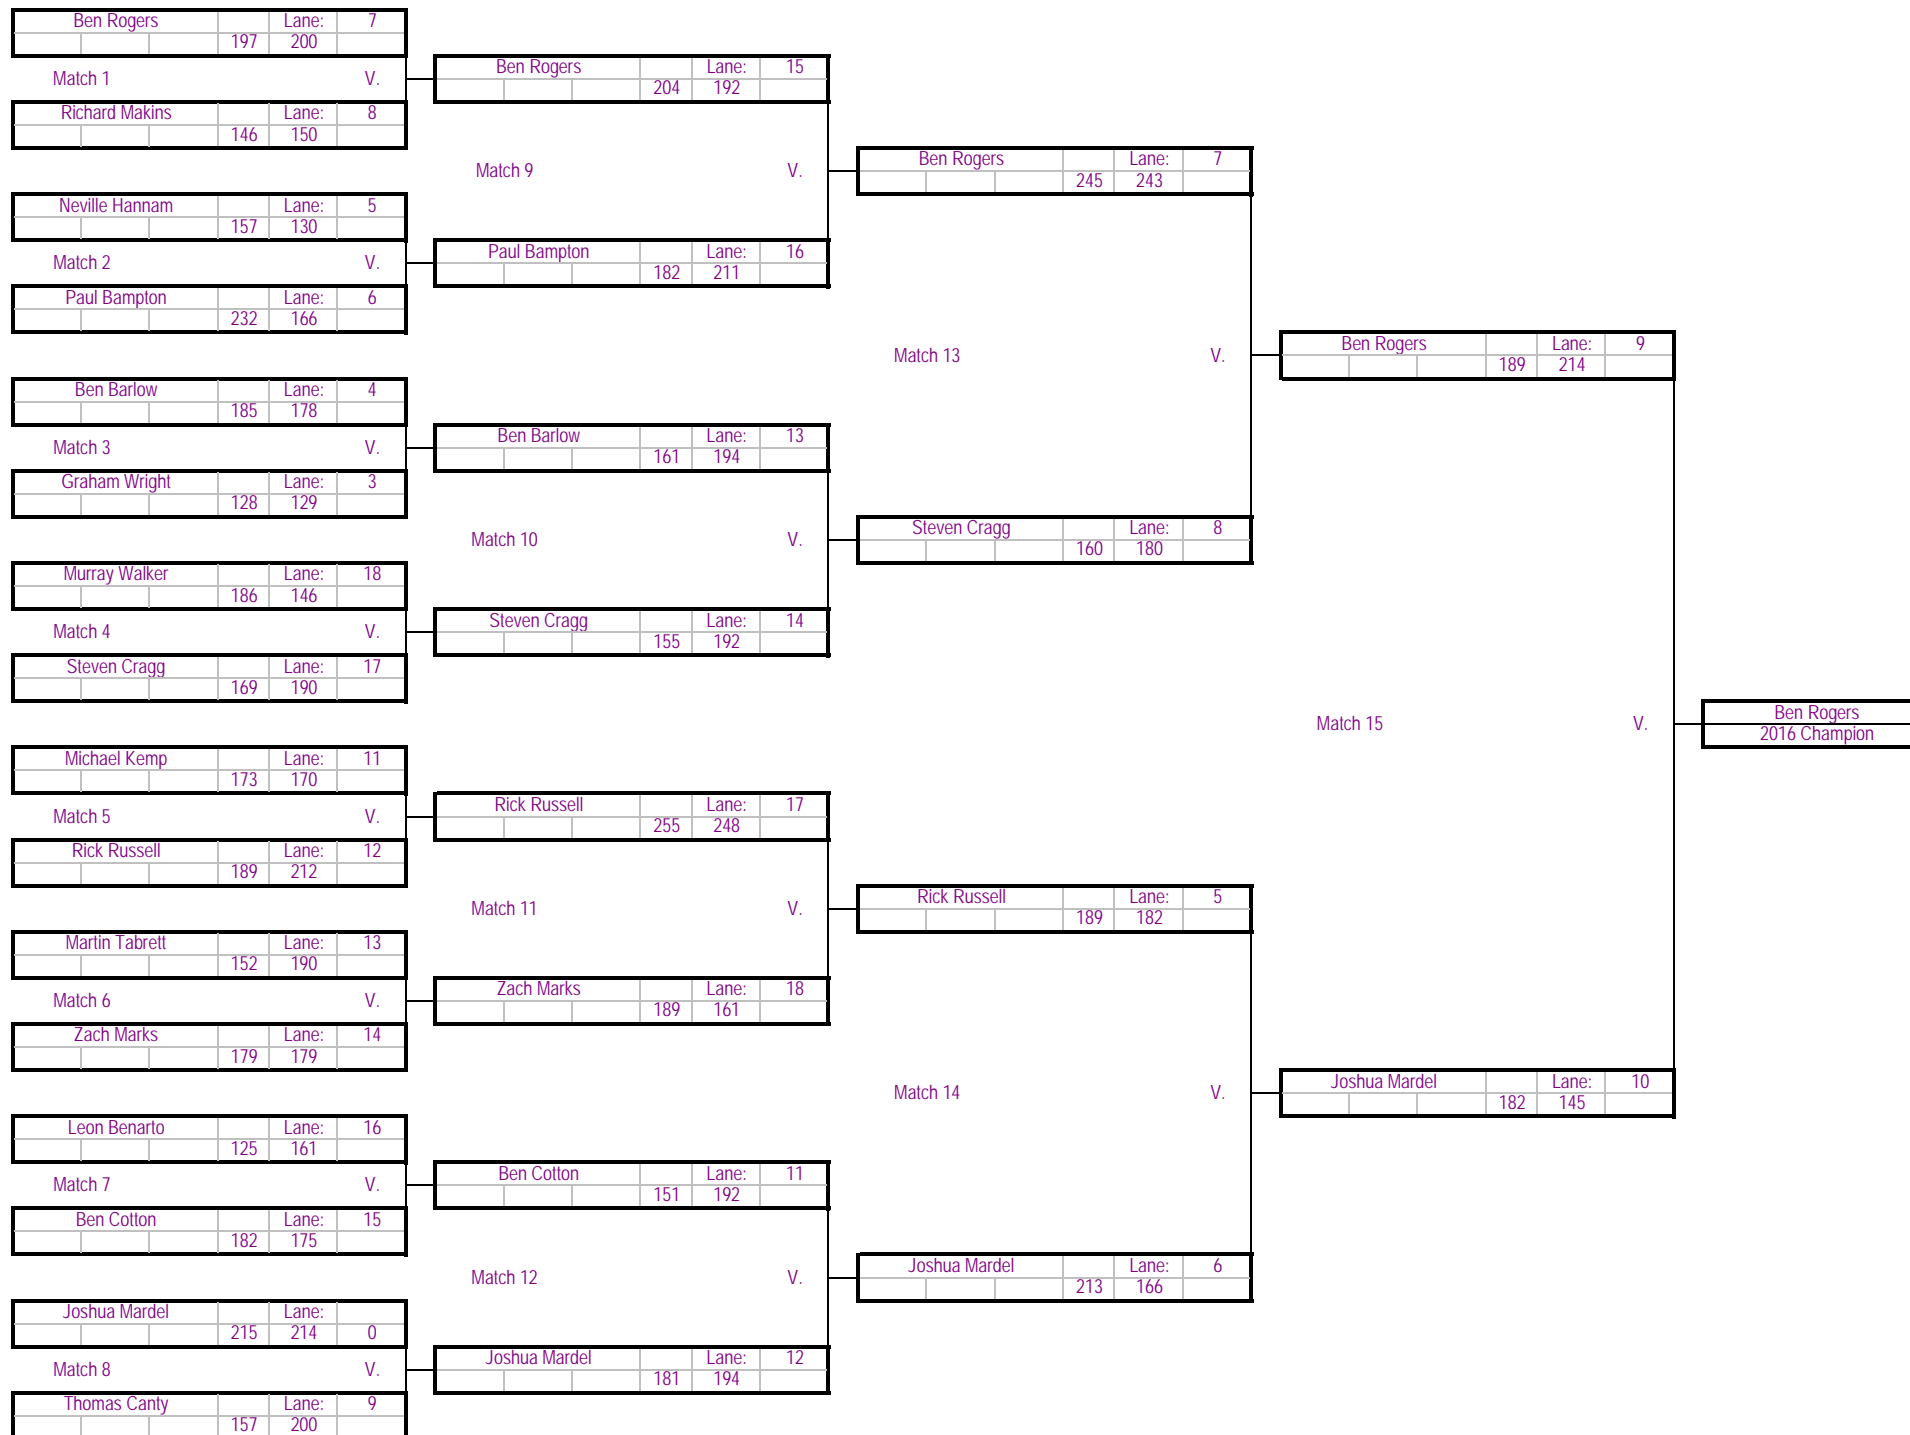 Ben Rogers Lane: 7
197 200
Match 1 V.
Richard Makins Lane: 8
146 150
Neville Hannam Lane: 5
157 130
Match 2 V.
Paul Bampton Lane: 6
232 166
Ben Barlow Lane: 4
185 178
Match 3 V.
Graham Wright Lane: 3
128 129
Murray Walker Lane: 18
186 146
Match 4 V.
Steven Cragg Lane: 17
169 190
Michael Kemp Lane: 11
173 170
Match 5 V.
Rick Russell Lane: 12
189 212
Martin Tabrett Lane: 13
152 190
Match 6 V.
Zach Marks Lane: 14
179 179
Leon Benarto Lane: 16
125 161
Match 7 V.
Ben Cotton Lane: 15
182 175
Joshua Mardel Lane:
215 214 0
Match 8 V.
Thomas Canty Lane: 9
157 200
Ben Rogers Lane: 15
204 192
Match 9 V.
Paul Bampton Lane: 16
182 211
Ben Barlow Lane: 13
161 194
Match 10 V.
Steven Cragg Lane: 14
155 192
Rick Russell Lane: 17
255 248
Match 11 V.
Zach Marks Lane: 18
189 161
Ben Cotton Lane: 11
151 192
Match 12 V.
Joshua Mardel Lane: 12
181 194
Ben Rogers Lane: 7
245 243
Match 13 V.
Steven Cragg Lane: 8
160 180
Rick Russell Lane: 5
189 182
Match 14 V.
Joshua Mardel Lane: 6
213 166
Ben Rogers Lane: 9
189 214
Match 15 V.
Joshua Mardel Lane: 10
182 145
Ben Rogers
2016 Champion